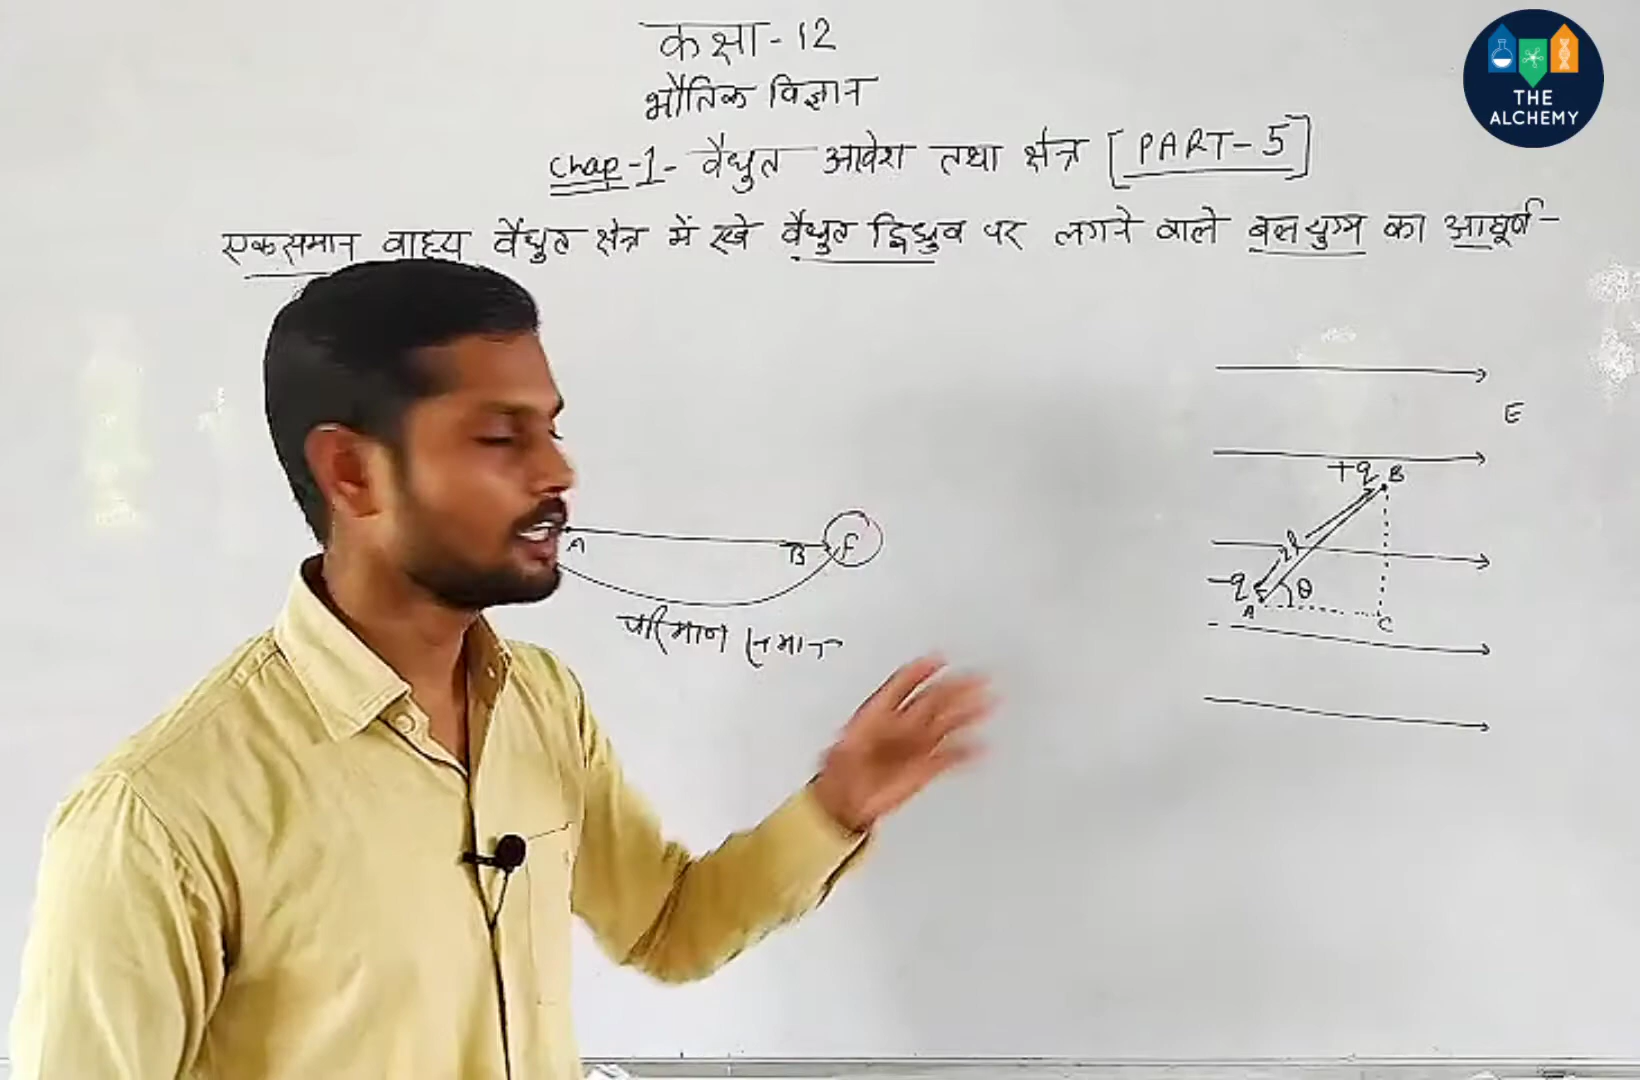 कक्षा-12
भौतिक विज्ञान
Chap-1- वैधुत आवेश तथा क्षेत्र [PART-5]
एकसमान वाह्य वैधुत क्षेत्र में रखे वैधुत द्विध्रुव पर लगने वाले बलयुग्म का आघूर्ण-
THE
ALCHEMY
E
+q B
A B F
2l
-q θ
A C
परिमाण समान